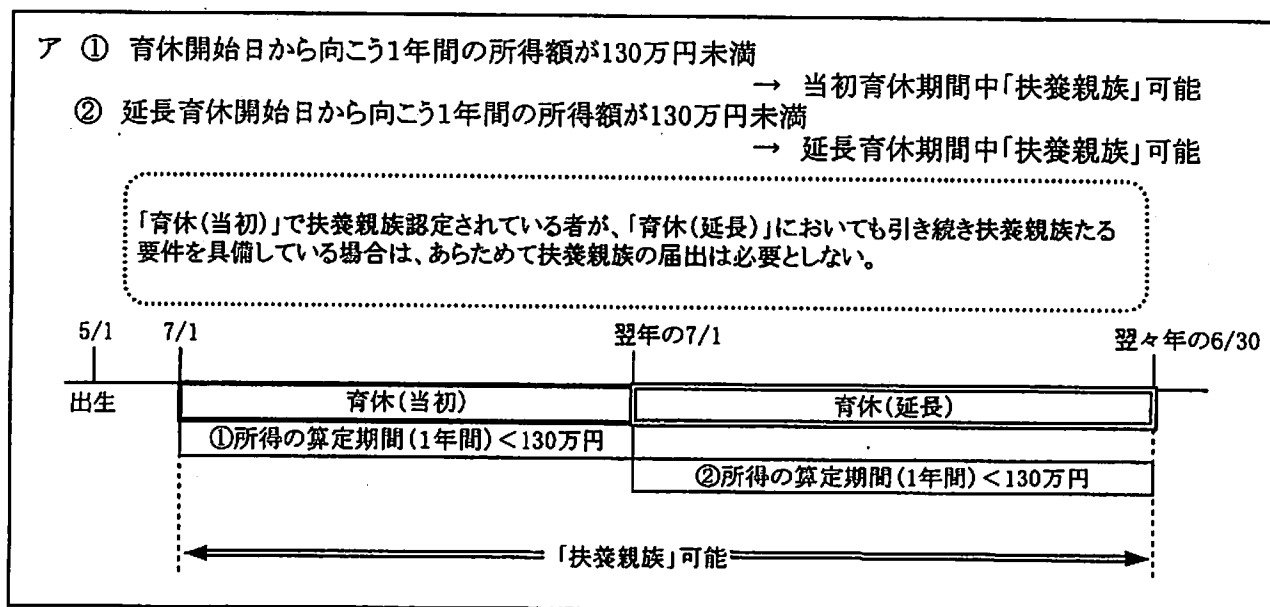 ア ① 育休開始日から向こう1年間の所得額が130万円未満
→ 当初育休期間中「扶養親族」可能
② 延長育休開始日から向こう1年間の所得額が130万円未満
→ 延長育休期間中「扶養親族」可能
「育休(当初)」で扶養親族認定されている者が、「育休(延長)」においても引き続き扶養親族たる
要件を具備している場合は、あらためて扶養親族の届出は必要としない。
5/1 7/1 翌年の7/1 翌々年の6/30
出生 育休(当初) 育休(延長)
①所得の算定期間(1年間)<130万円
②所得の算定期間(1年間)<130万円
「扶養親族」可能